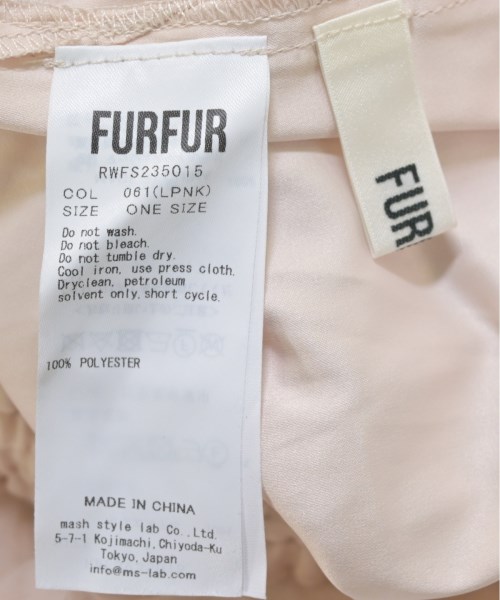 FURFUR
RWFS235015
COL 061(LPNK)
SIZE ONE SIZE
Do not wash.
Do not bleach.
Do not tumble dry.
Cool iron, use press cloth.
Dryclean, petroleum
solvent only, short cycle.
100% POLYESTER
MADE IN CHINA
mash style lab Co.,Ltd.
5-7-1 Kojimachi,Chiyoda-Ku
Tokyo,Japan
info@ms-lab.com
FUR